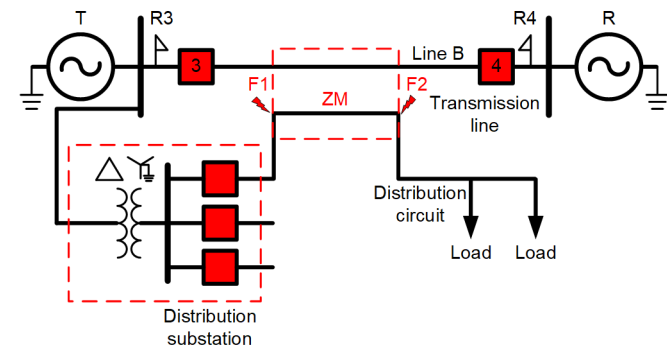 T
R3
R4
R
3
Line B
4
F1
ZM
F2
Transmission
line
Distribution
circuit
Load
Load
Distribution
substation